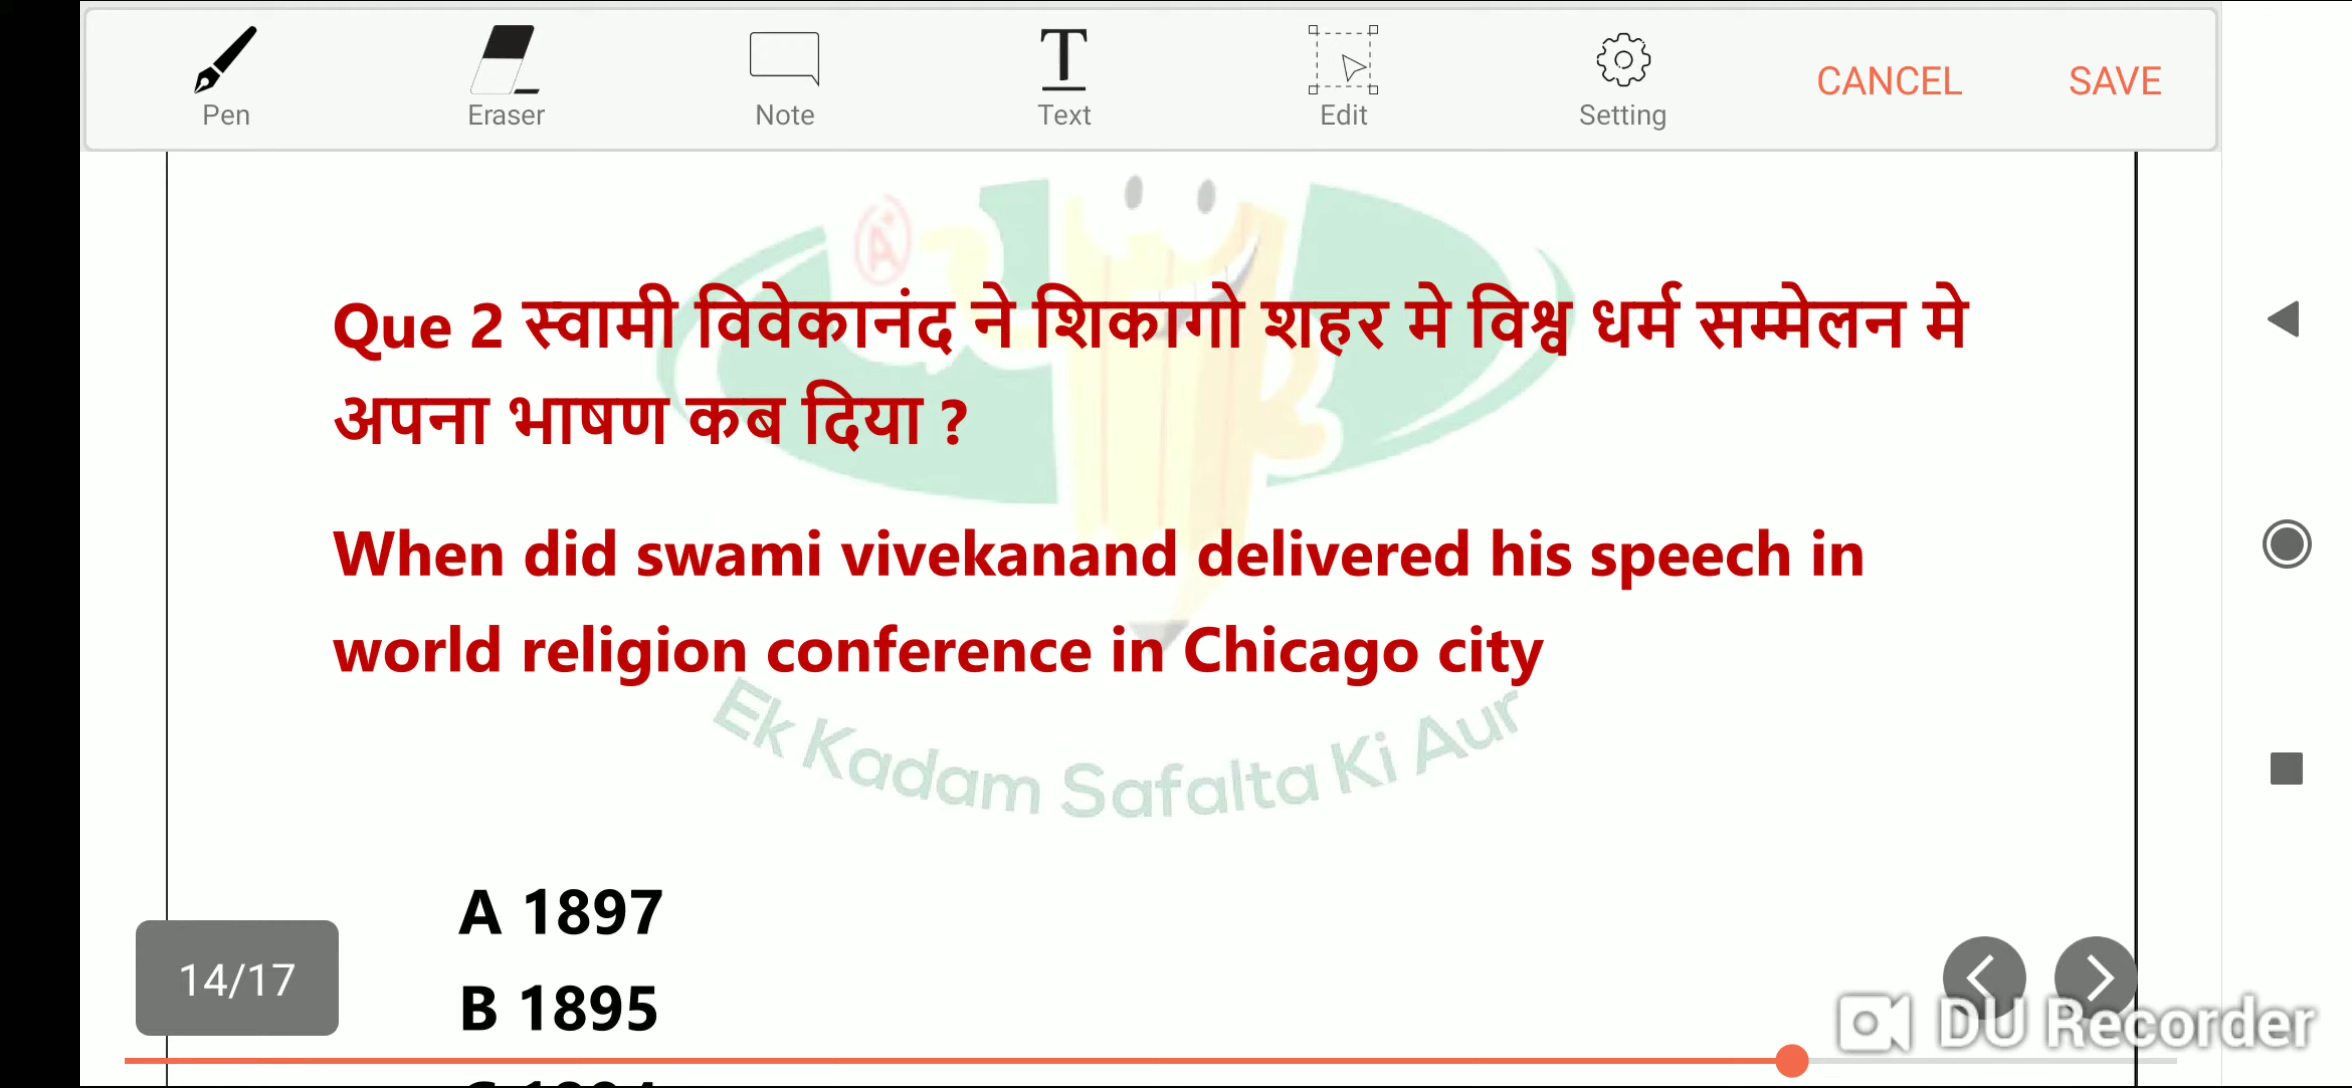 Pen Eraser Note Text Edit Setting CANCEL SAVE
Que 2 स्वामी विवेकानंद ने शिकागो शहर मे विश्व धर्म सम्मेलन मे
अपना भाषण कब दिया ?
When did swami vivekanand delivered his speech in
world religion conference in Chicago city
Ek Kadam Safalta Ki Aur
A 1897
14/17
B 1895
DU Recorder